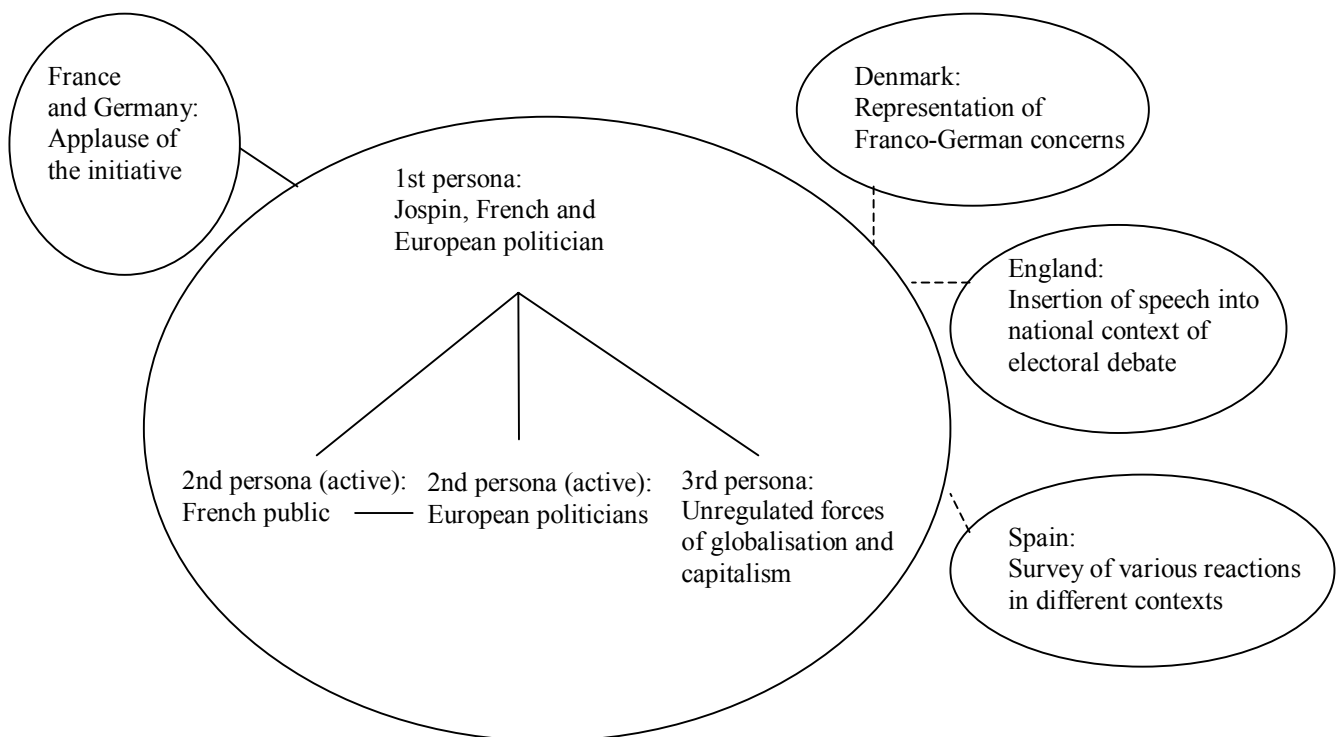 France
and Germany:
Applause of
the initiative
Denmark:
Representation of
Franco-German concerns
1st persona:
Jospin, French and
European politician
England:
Insertion of speech into
national context of
electoral debate
2nd persona (active):
French public
2nd persona (active):
European politicians
3rd persona:
Unregulated forces
of globalisation and
capitalism
Spain:
Survey of various reactions
in different contexts